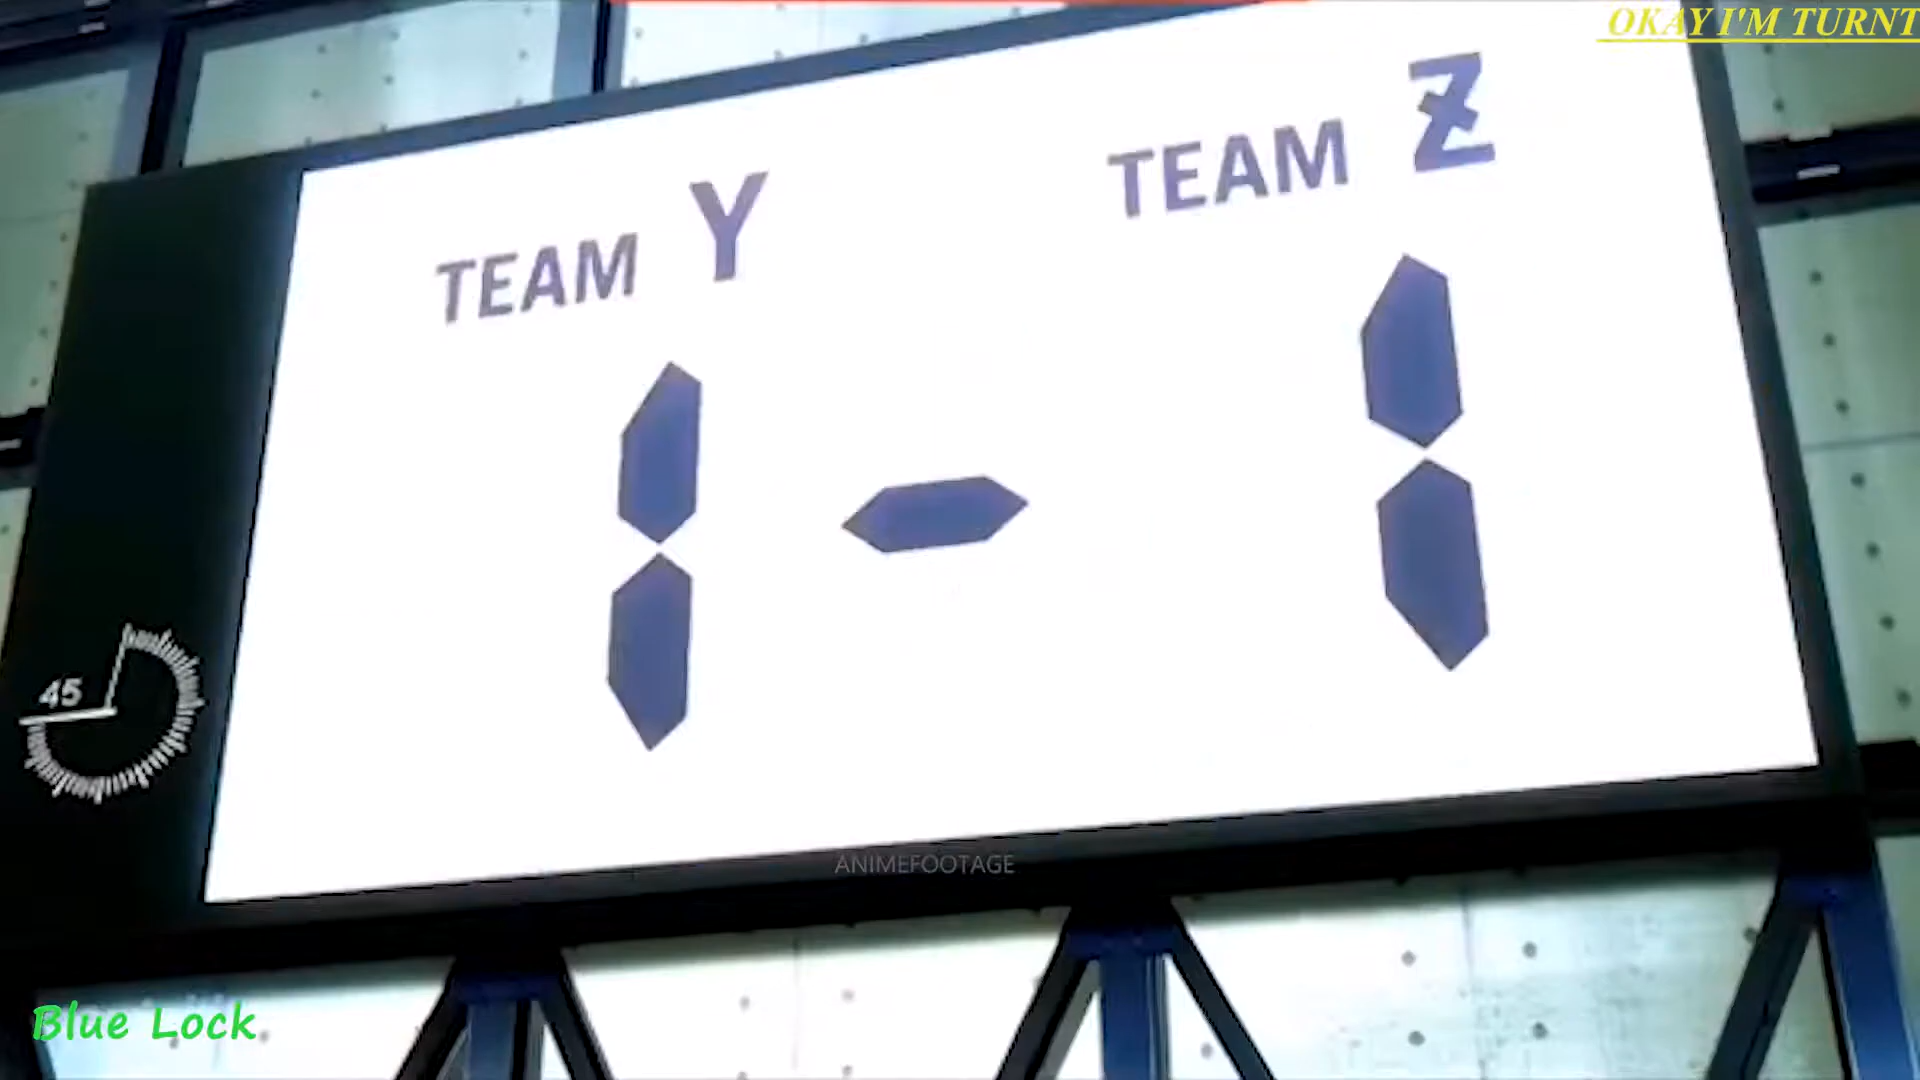 OKAY I'M TURNT
TEAM Y
TEAM Z
1 - 1
45
ANIMEFOOTAGE
Blue Lock